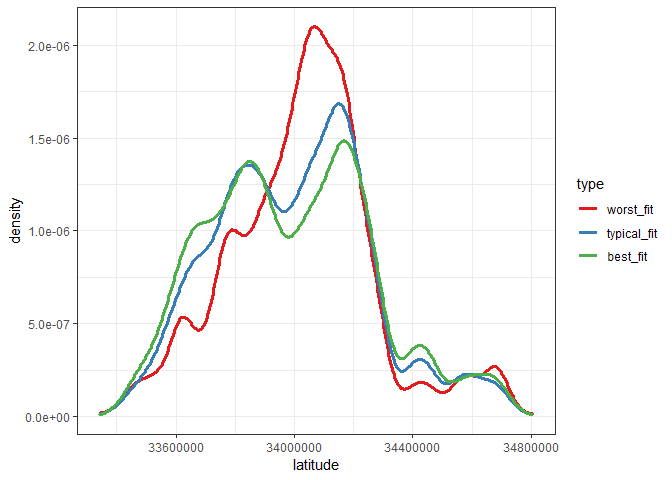 2.0e-06
1.5e-06
1.0e-06
5.0e-07
0.0e+00
density
33600000 34000000 34400000 34800000
latitude
type
worst_fit
typical_fit
best_fit